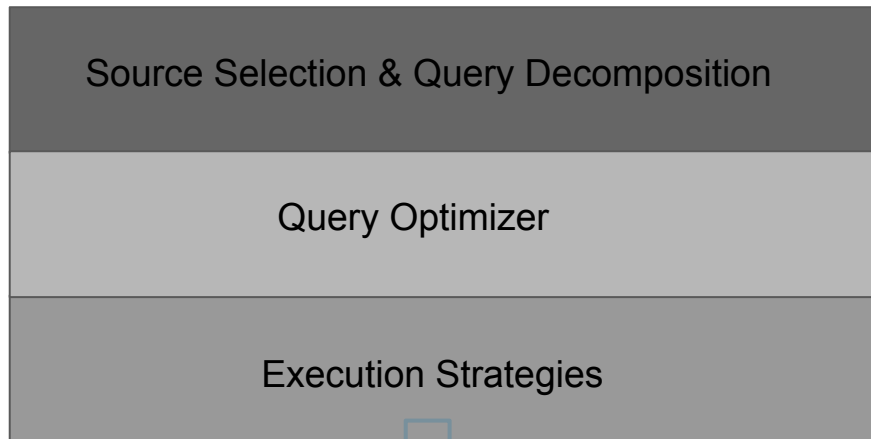 Source Selection & Query Decomposition
Query Optimizer
Execution Strategies